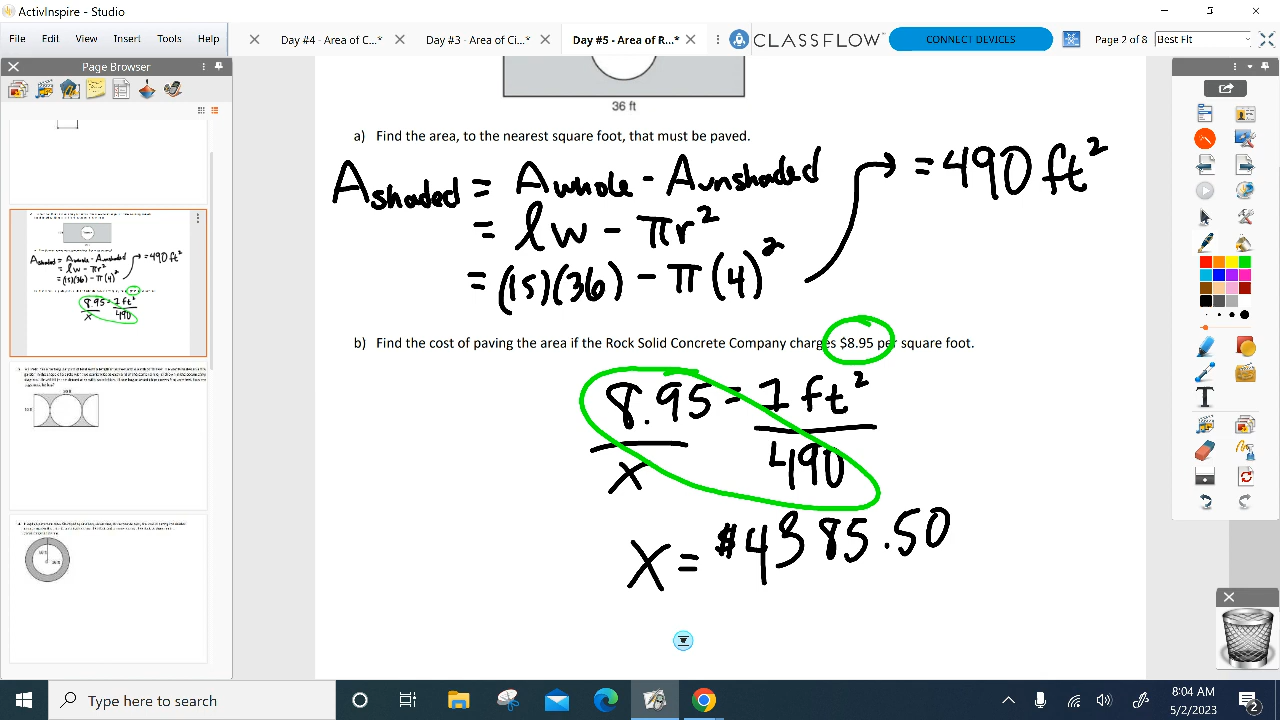 ActivInspire - Studio
File Edit View Insert Tools Help
Day #4 - Area of C...*
Day #3 - Area of Ci...*
Day #5 - Area of R...*
CLASSFLOW
CONNECT DEVICES
Page 2 of 8
Best Fit
Page Browser
36 ft
a) Find the area, to the nearest square foot, that must be paved.
A shaded = A whole - A unshaded
= lw - πr²
= (15)(36) - π(4)²
= 490 ft²
b) Find the cost of paving the area if the Rock Solid Concrete Company charges $8.95 per square foot.
8.95 = 1 ft²
x 490
X = $4385.50
Type here to search
8:04 AM
5/2/2023
2